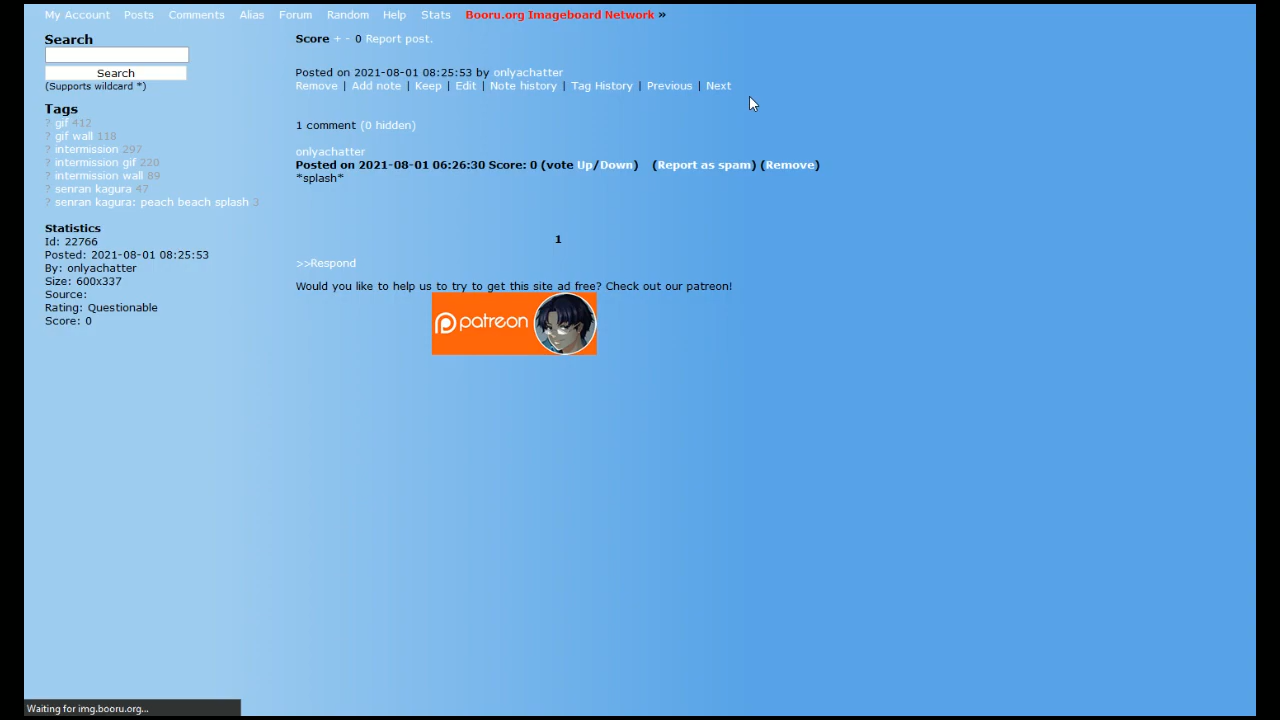 My Account Posts Comments Alias Forum Random Help Stats Booru.org Imageboard Network »
Search
Search
(Supports wildcard *)
Tags
? gif 412
? gif wall 118
? intermission 297
? intermission gif 220
? intermission wall 89
? senran kagura 47
? senran kagura: peach beach splash 3
Statistics
Id: 22766
Posted: 2021-08-01 08:25:53
By: onlyachatter
Size: 600x337
Source:
Rating: Questionable
Score: 0
Score + - 0 Report post.
Posted on 2021-08-01 08:25:53 by onlyachatter
Remove | Add note | Keep | Edit | Note history | Tag History | Previous | Next
1 comment (0 hidden)
onlyachatter
Posted on 2021-08-01 06:26:30 Score: 0 (vote Up/Down) (Report as spam) (Remove)
*splash*
1
>>Respond
Would you like to help us to try to get this site ad free? Check out our patreon!
patreon
Waiting for img.booru.org...